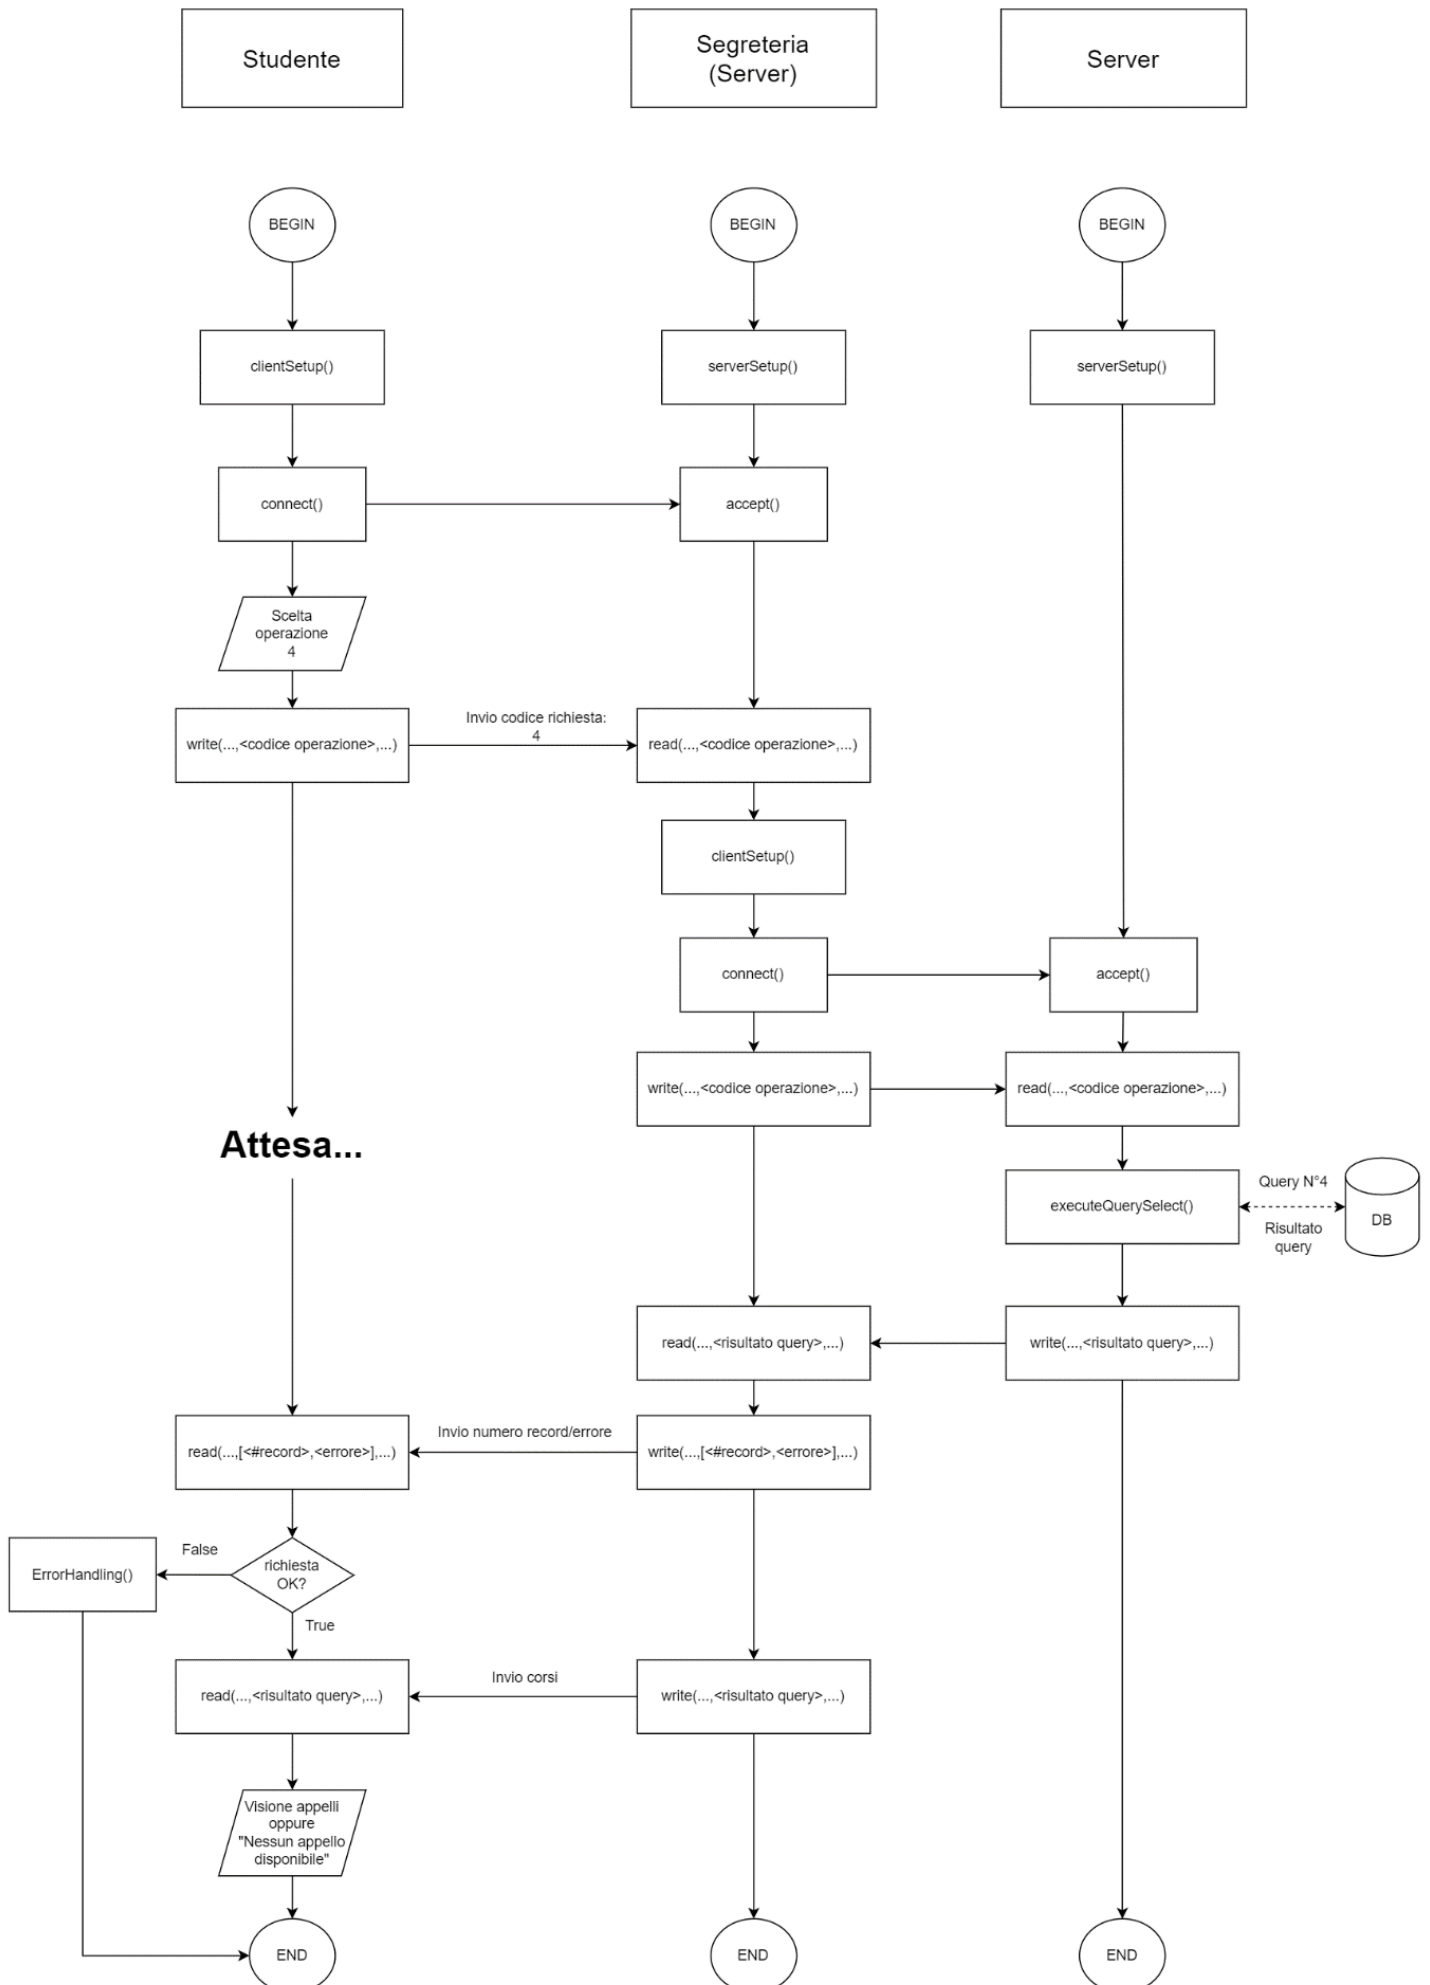 Studente
Segreteria
(Server)
Server
BEGIN
BEGIN
BEGIN
clientSetup()
serverSetup()
serverSetup()
connect()
accept()
Scelta
operazione
4
Invio codice richiesta:
4
write(...,<codice operazione>,...)
read(...,<codice operazione>,...)
clientSetup()
connect()
accept()
write(...,<codice operazione>,...)
read(...,<codice operazione>,...)
Attesa...
Query N°4
executeQuerySelect()
DB
Risultato
query
read(...,<risultato query>,...)
write(...,<risultato query>,...)
Invio numero record/errore
read(...,[<#record>,<errore>],...)
write(...,[<#record>,<errore>],...)
False
ErrorHandling()
richiesta
OK?
True
Invio corsi
read(...,<risultato query>,...)
write(...,<risultato query>,...)
Visione appelli
oppure
"Nessun appello
disponibile"
END
END
END